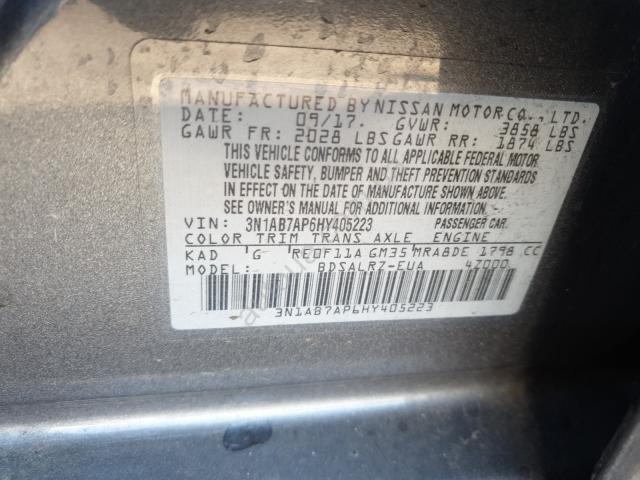 MANUFACTURED BY NISSAN MOTOR CO., LTD.
DATE: 09/17. GVWR: 3858 LBS
GAWR FR: 2028 LBS GAWR RR: 1874 LBS
THIS VEHICLE CONFORMS TO ALL APPLICABLE FEDERAL MOTOR
VEHICLE SAFETY, BUMPER AND THEFT PREVENTION STANDARDS
IN EFFECT ON THE DATE OF MANUFACTURE SHOWN ABOVE.
SEE OWNER'S MANUAL FOR ADDITIONAL INFORMATION.
VIN: 3N1AB7AP6HY405223 PASSENGER CAR.
COLOR TRIM TRANS AXLE ENGINE
KAD G RE0F11A GM35 MRA8DE 1798 CC
MODEL: BDSALRZ-EUA 4Z000
3N1AB7AP6HY405223